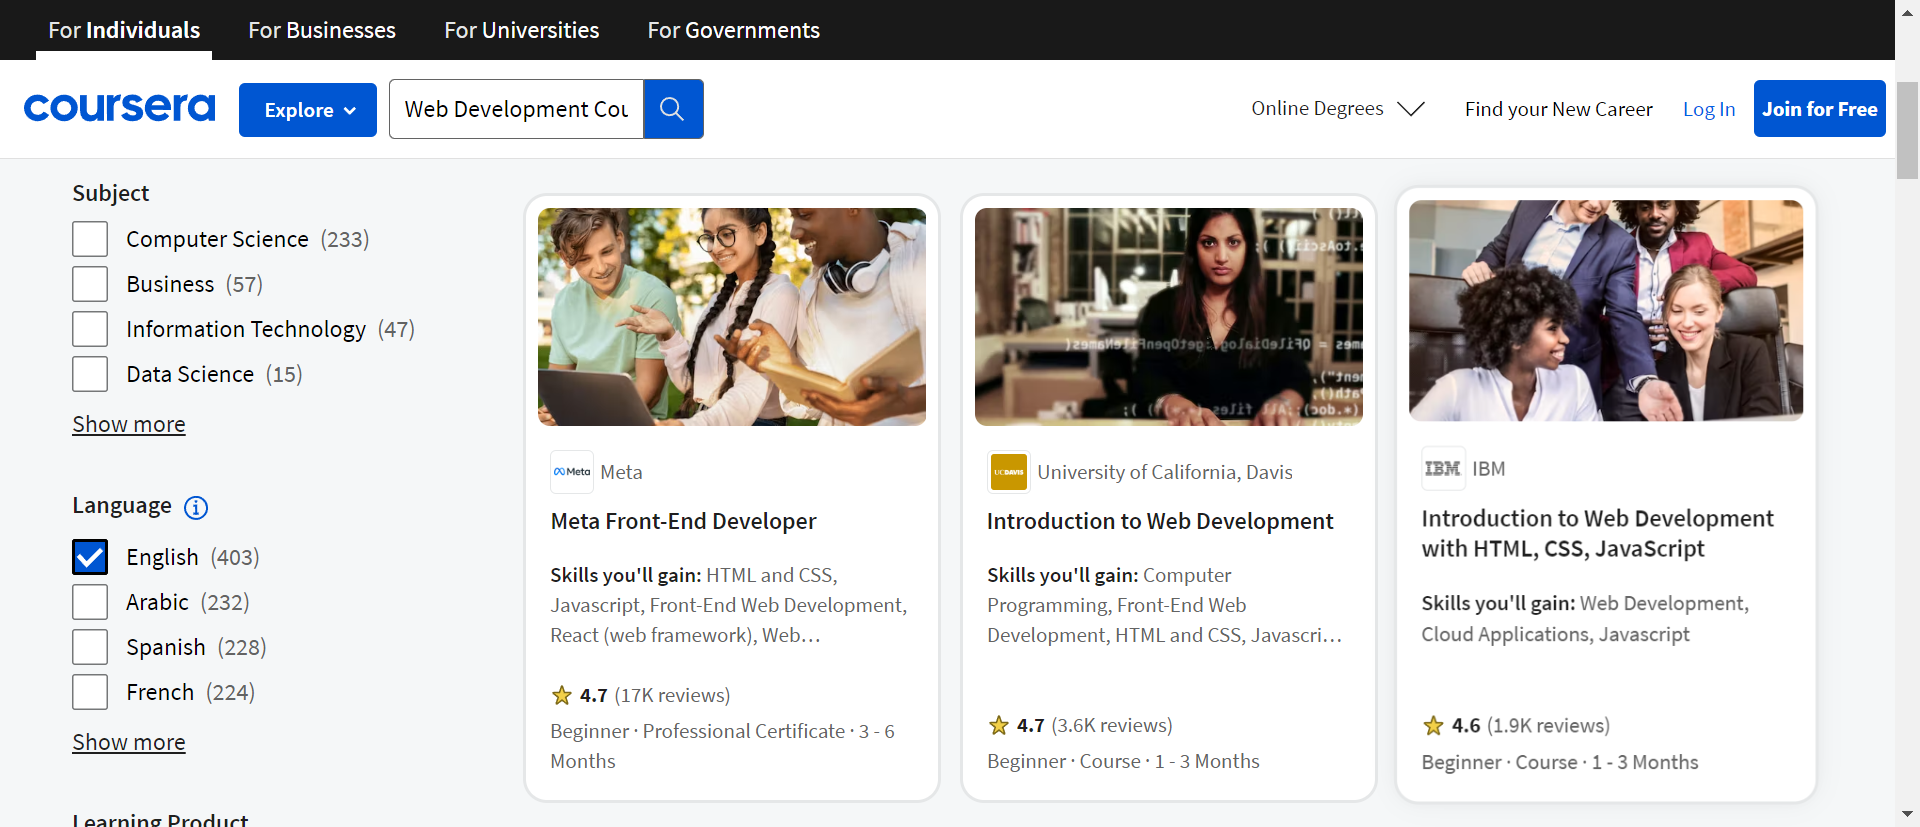 For Individuals
For Businesses
For Universities
For Governments
coursera
Explore
Web Development Cou
Online Degrees
Find your New Career
Log In
Join for Free
Subject
Computer Science (233)
Business (57)
Information Technology (47)
Data Science (15)
Show more
Language
English (403)
Arabic (232)
Spanish (228)
French (224)
Show more
Learning Product
Meta
Meta
Meta Front-End Developer
Skills you'll gain: HTML and CSS,
Javascript, Front-End Web Development,
React (web framework), Web...
4.7 (17K reviews)
Beginner · Professional Certificate · 3 - 6
Months
UCDAVIS
University of California, Davis
Introduction to Web Development
Skills you'll gain: Computer
Programming, Front-End Web
Development, HTML and CSS, Javascri...
4.7 (3.6K reviews)
Beginner · Course · 1 - 3 Months
IBM
IBM
Introduction to Web Development
with HTML, CSS, JavaScript
Skills you'll gain: Web Development,
Cloud Applications, Javascript
4.6 (1.9K reviews)
Beginner · Course · 1 - 3 Months